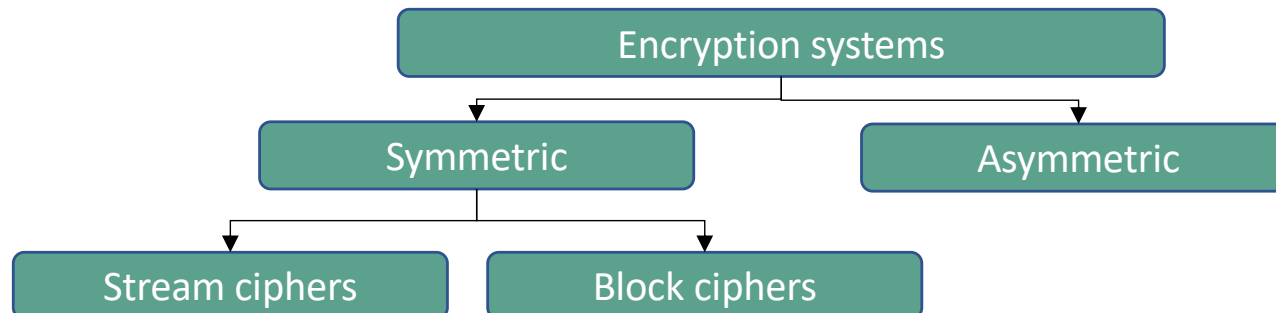 Encryption systems
Symmetric
Asymmetric
Stream ciphers
Block ciphers